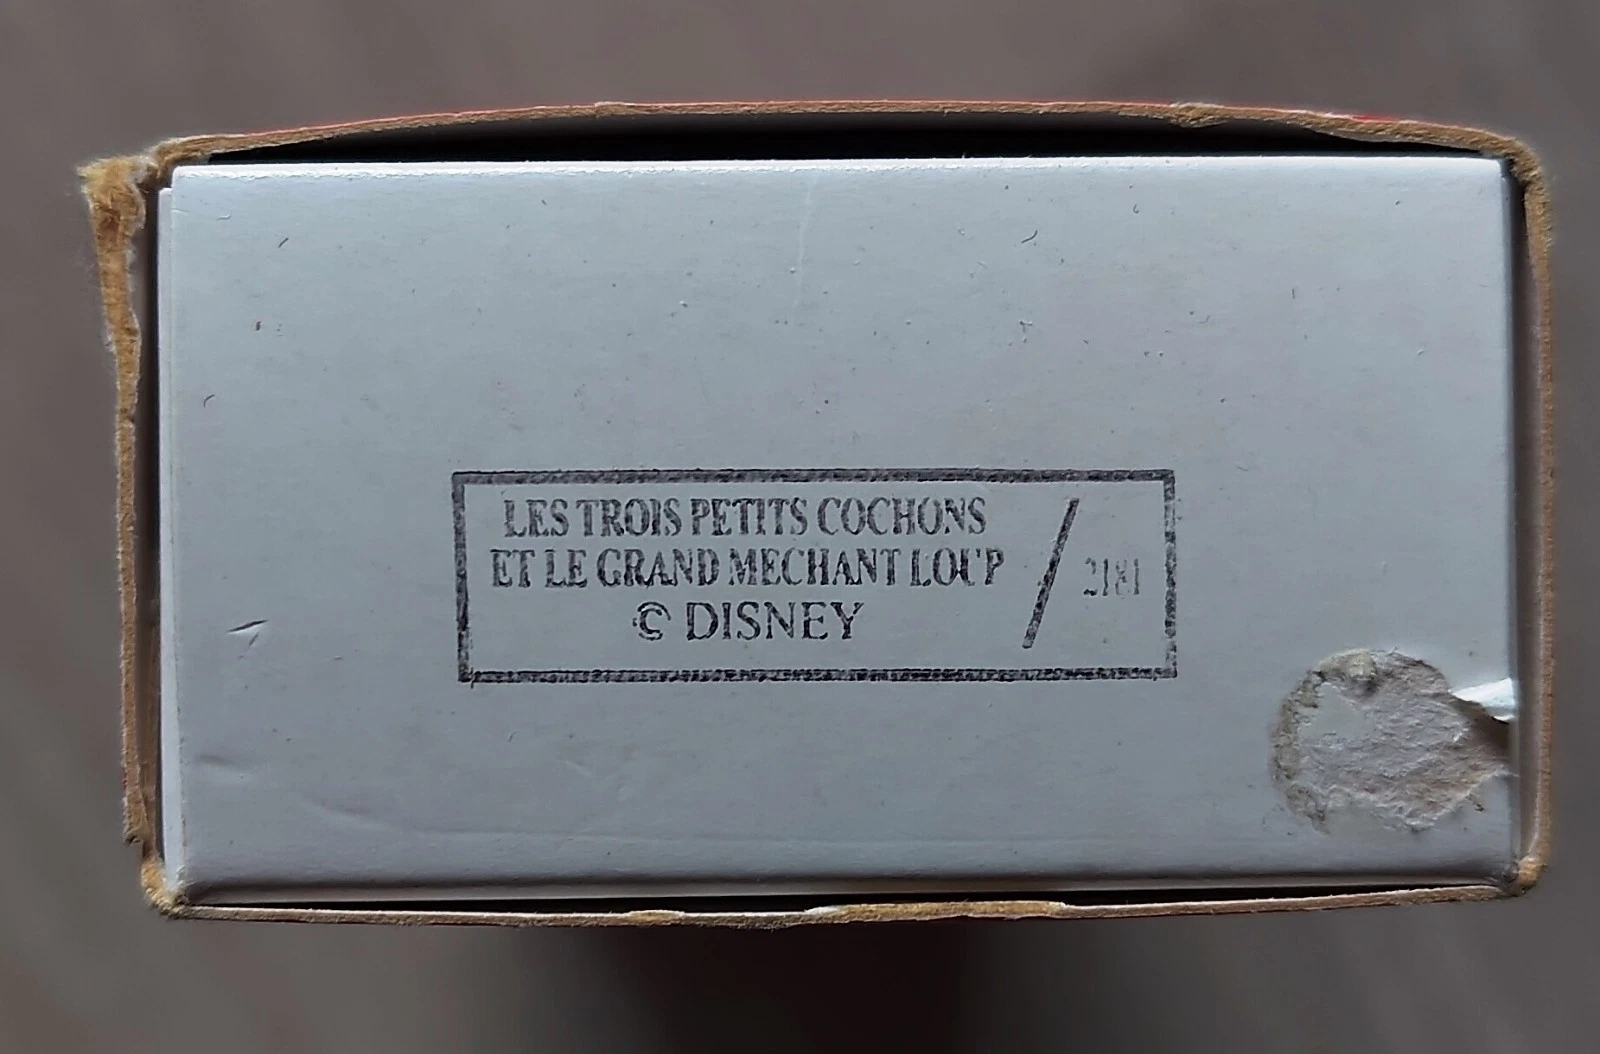 LES TROIS PETITS COCHONS
ET LE GRAND MECHANT LOUP
© DISNEY
/ 2181